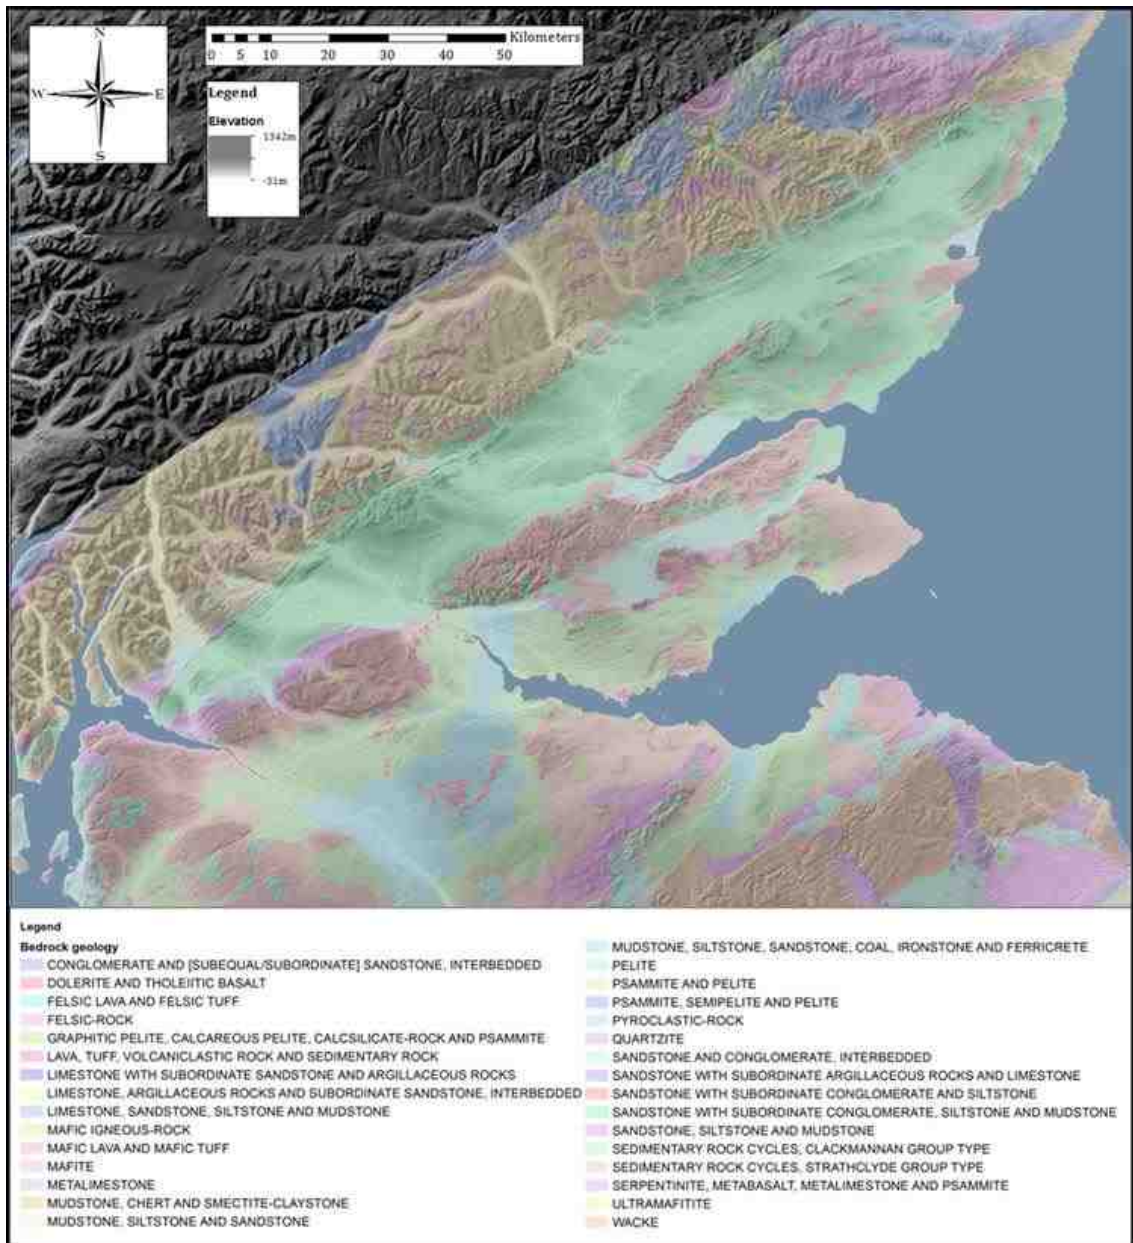 N
W E
S
Kilometers
0 5 10 20 30 40 50
Legend
Elevation
1342m
-31m
Legend
Bedrock geology
CONGLOMERATE AND [SUBEQUAL/SUBORDINATE] SANDSTONE, INTERBEDDED
DOLERITE AND THOLEIITIC BASALT
FELSIC LAVA AND FELSIC TUFF
FELSIC-ROCK
GRAPHITIC PELITE, CALCAREOUS PELITE, CALCSILICATE-ROCK AND PSAMMITE
LAVA, TUFF, VOLCANICLASTIC ROCK AND SEDIMENTARY ROCK
LIMESTONE WITH SUBORDINATE SANDSTONE AND ARGILLACEOUS ROCKS
LIMESTONE, ARGILLACEOUS ROCKS AND SUBORDINATE SANDSTONE, INTERBEDDED
LIMESTONE, SANDSTONE, SILTSTONE AND MUDSTONE
MAFIC IGNEOUS-ROCK
MAFIC LAVA AND MAFIC TUFF
MAFITE
METALIMESTONE
MUDSTONE, CHERT AND SMECTITE-CLAYSTONE
MUDSTONE, SILTSTONE AND SANDSTONE
MUDSTONE, SILTSTONE, SANDSTONE, COAL, IRONSTONE AND FERRICRETE
PELITE
PSAMMITE AND PELITE
PSAMMITE, SEMIPELITE AND PELITE
PYROCLASTIC-ROCK
QUARTZITE
SANDSTONE AND CONGLOMERATE, INTERBEDDED
SANDSTONE WITH SUBORDINATE ARGILLACEOUS ROCKS AND LIMESTONE
SANDSTONE WITH SUBORDINATE CONGLOMERATE AND SILTSTONE
SANDSTONE WITH SUBORDINATE CONGLOMERATE, SILTSTONE AND MUDSTONE
SANDSTONE, SILTSTONE AND MUDSTONE
SEDIMENTARY ROCK CYCLES, CLACKMANNAN GROUP TYPE
SEDIMENTARY ROCK CYCLES, STRATHCLYDE GROUP TYPE
SERPENTINITE, METABASALT, METALIMESTONE AND PSAMMITE
ULTRAMAFITITE
WACKE